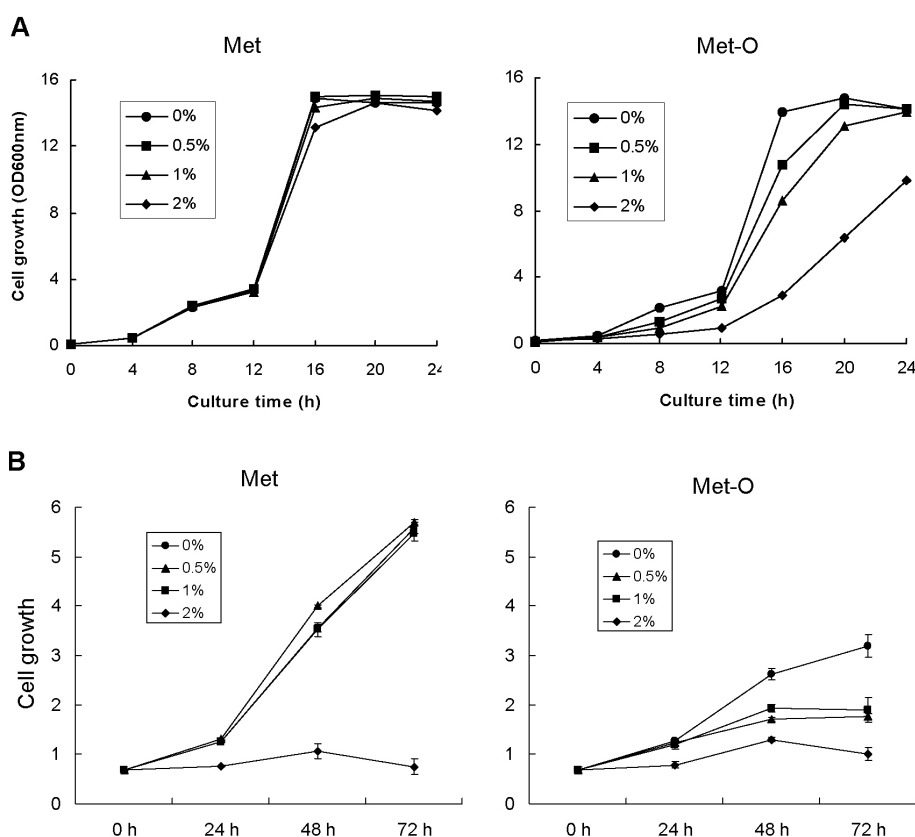 A
Met
Met-O
16
12
8
4
0
0%
0.5%
1%
2%
Cell growth (OD600nm)
0 4 8 12 16 20 24
Culture time (h)
16
12
8
4
0
0%
0.5%
1%
2%
0 4 8 12 16 20 24
Culture time (h)
B
Met
Met-O
6
5
4
3
2
1
0
0%
0.5%
1%
2%
Cell growth
0 h 24 h 48 h 72 h
6
5
4
3
2
1
0
0%
0.5%
1%
2%
0 h 24 h 48 h 72 h